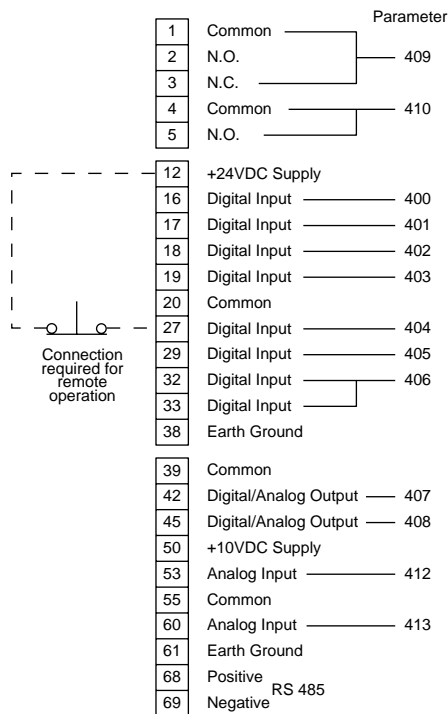 Parameter
1 Common
2 N.O. 409
3 N.C.
4 Common 410
5 N.O.
12 +24VDC Supply
16 Digital Input 400
17 Digital Input 401
18 Digital Input 402
19 Digital Input 403
20 Common
27 Digital Input 404
29 Digital Input 405
32 Digital Input 406
33 Digital Input
38 Earth Ground
Connection
required for
remote
operation
39 Common
42 Digital/Analog Output 407
45 Digital/Analog Output 408
50 +10VDC Supply
53 Analog Input 412
55 Common
60 Analog Input 413
61 Earth Ground
68 Positive
RS 485
69 Negative